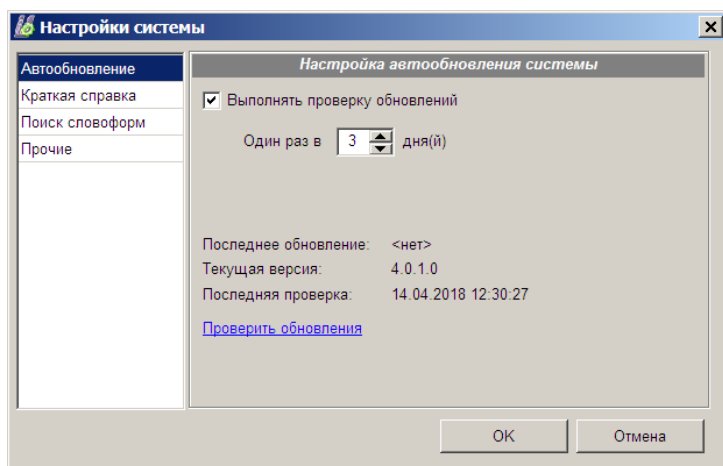 Настройки системы
Автообновление
Краткая справка
Поиск словоформ
Прочие
Настройка автообновления системы
Выполнять проверку обновлений
Один раз в 3 дня(й)
Последнее обновление: <нет>
Текущая версия: 4.0.1.0
Последняя проверка: 14.04.2018 12:30:27
Проверить обновления
OK Отмена